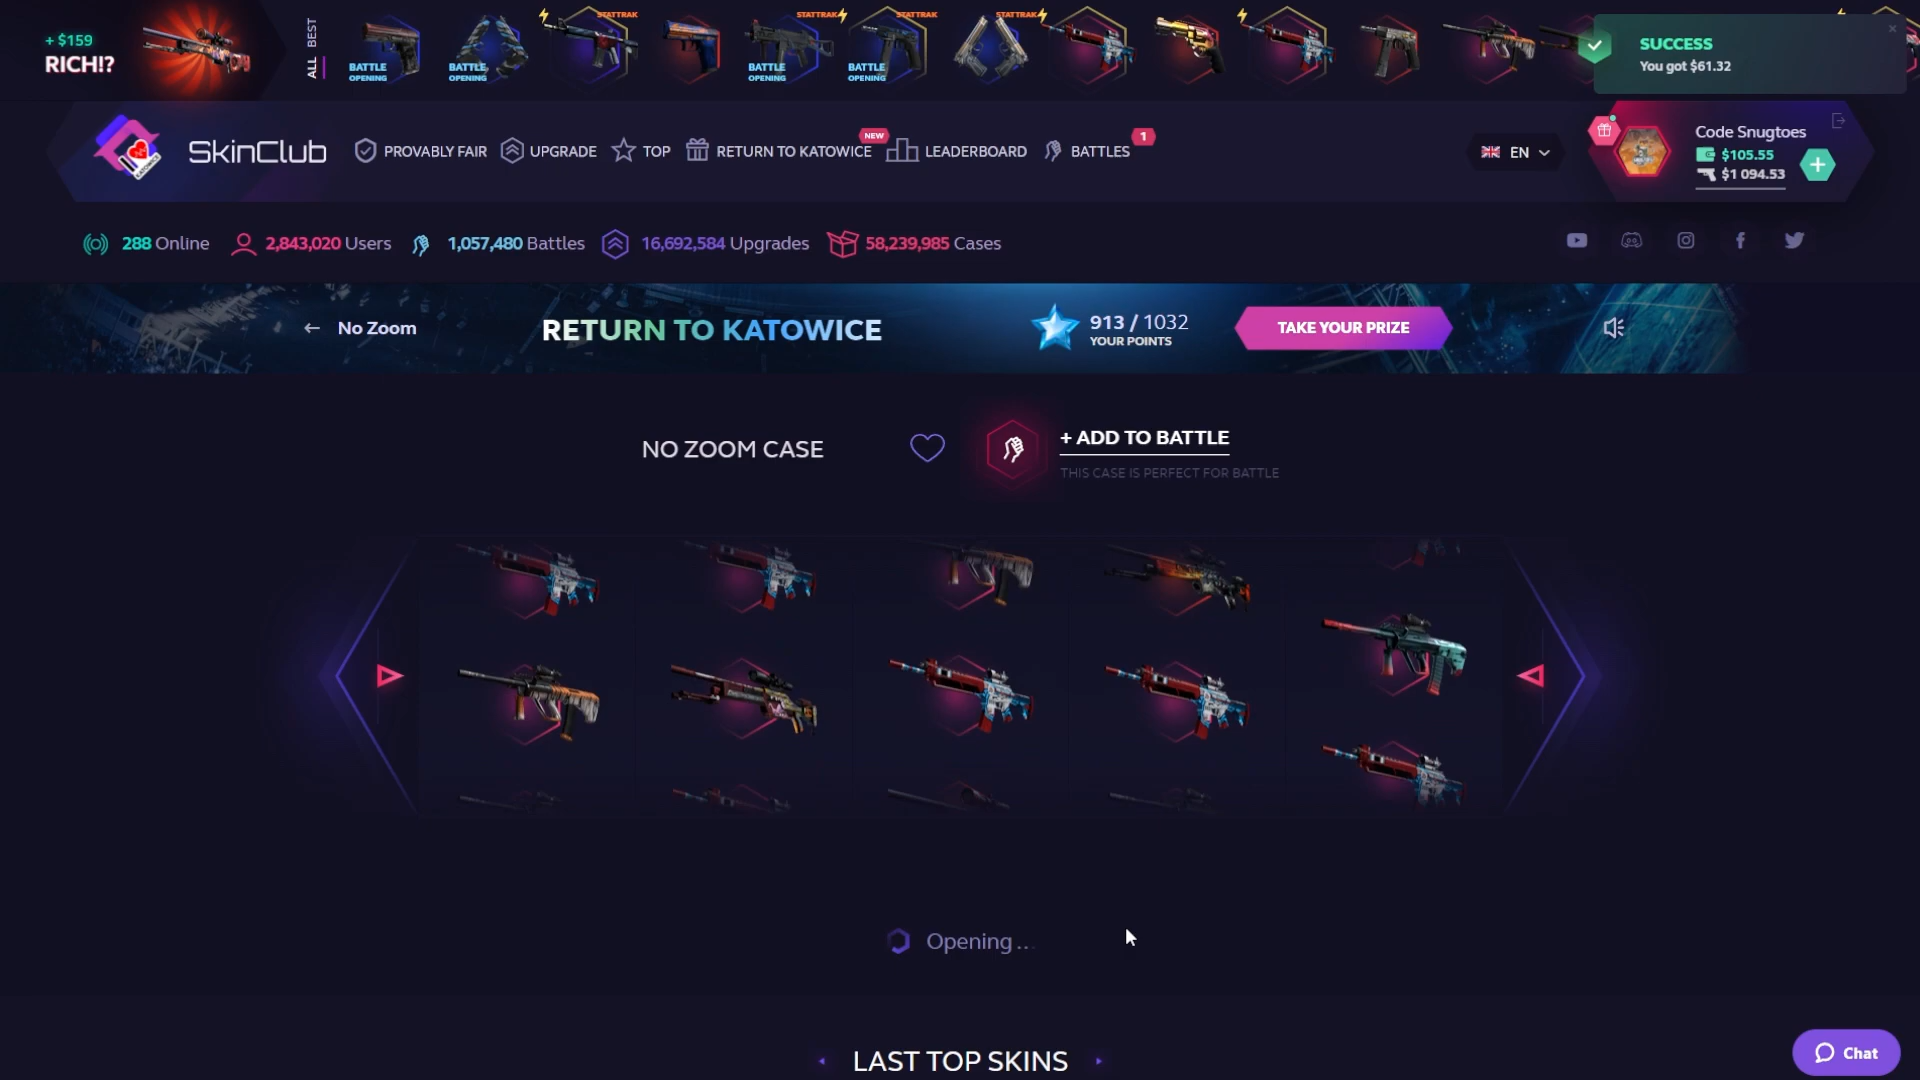 + $159
RICH!?
ALL BEST
BATTLE
OPENING
BATTLE
OPENING
STATTRAK
STATTRAK
BATTLE
OPENING
STATTRAK
BATTLE
OPENING
STATTRAK
SUCCESS
You got $61.32
SkinClub
PROVABLY FAIR
UPGRADE
TOP
RETURN TO KATOWICE
NEW
LEADERBOARD
BATTLES
1
EN
Code Snugtoes
$105.55
$1 094.53
288 Online
2,843,020 Users
1,057,480 Battles
16,692,584 Upgrades
58,239,985 Cases
No Zoom
RETURN TO KATOWICE
913 / 1032
YOUR POINTS
TAKE YOUR PRIZE
NO ZOOM CASE
+ ADD TO BATTLE
THIS CASE IS PERFECT FOR BATTLE
Opening ...
LAST TOP SKINS
Chat